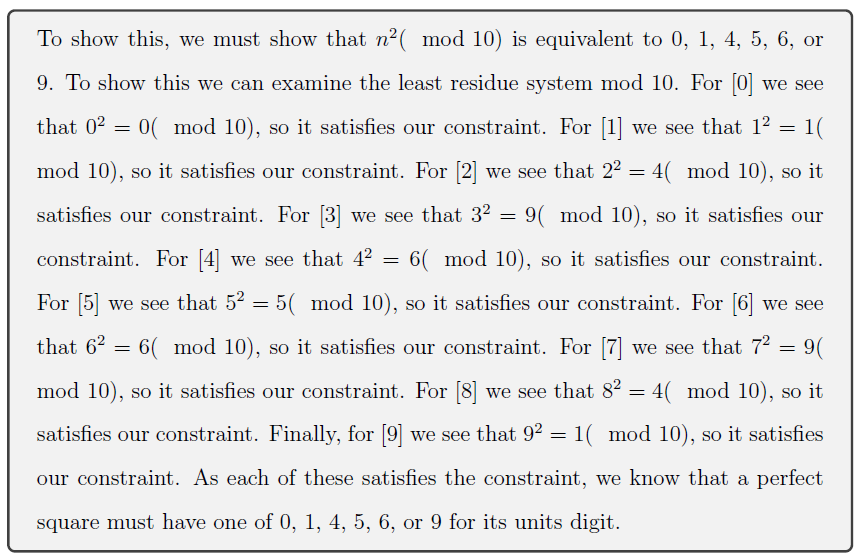 To show this, we must show that n²( mod 10) is equivalent to 0, 1, 4, 5, 6, or
9. To show this we can examine the least residue system mod 10. For [0] we see
that 0² = 0( mod 10), so it satisfies our constraint. For [1] we see that 1² = 1(
mod 10), so it satisfies our constraint. For [2] we see that 2² = 4( mod 10), so it
satisfies our constraint. For [3] we see that 3² = 9( mod 10), so it satisfies our
constraint. For [4] we see that 4² = 6( mod 10), so it satisfies our constraint.
For [5] we see that 5² = 5( mod 10), so it satisfies our constraint. For [6] we see
that 6² = 6( mod 10), so it satisfies our constraint. For [7] we see that 7² = 9(
mod 10), so it satisfies our constraint. For [8] we see that 8² = 4( mod 10), so it
satisfies our constraint. Finally, for [9] we see that 9² = 1( mod 10), so it satisfies
our constraint. As each of these satisfies the constraint, we know that a perfect
square must have one of 0, 1, 4, 5, 6, or 9 for its units digit.